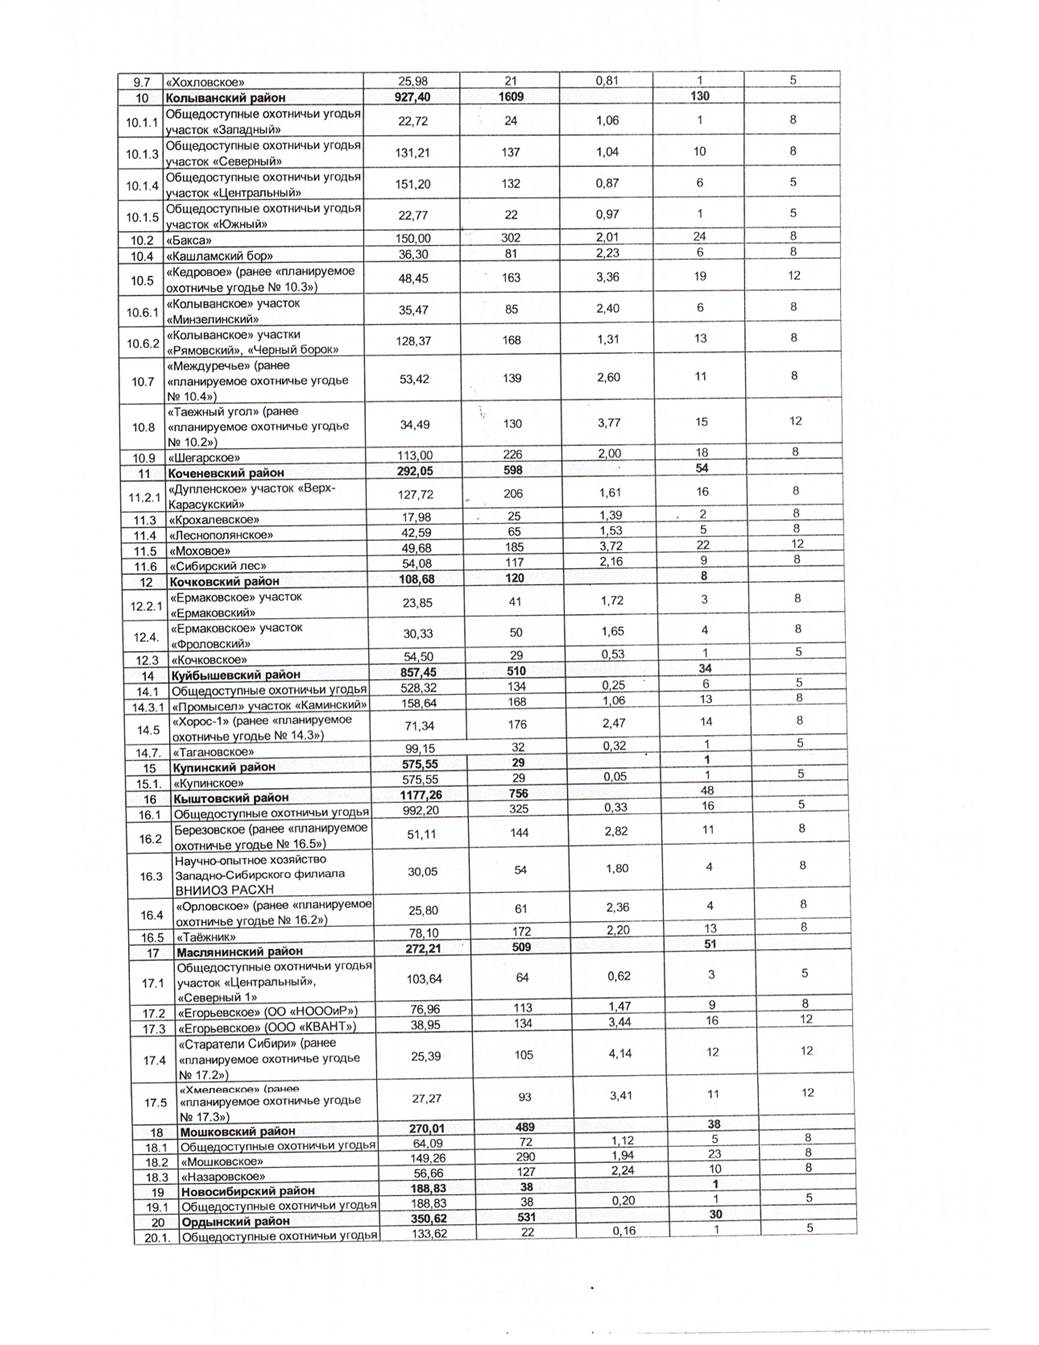 9.7 «Хохловское» 25,98 21 0,81 1 5
10 Колыванский район 927,40 1609 130
10.1.1 Общедоступные охотничьи угодья
участок «Западный» 22,72 24 1,06 1 8
10.1.3 Общедоступные охотничьи угодья
участок «Северный» 131,21 137 1,04 10 8
10.1.4 Общедоступные охотничьи угодья
участок «Центральный» 151,20 132 0,87 6 5
10.1.5 Общедоступные охотничьи угодья
участок «Южный» 22,77 22 0,97 1 5
10.2 «Бакса» 150,00 302 2,01 24 8
10.4 «Кашламский бор» 36,30 81 2,23 6 8
10.5 «Кедровое» (ранее «планируемое
охотничье угодье № 10.3») 48,45 163 3,36 19 12
10.6.1 «Колыванское» участок
«Минзелинский» 35,47 85 2,40 6 8
10.6.2 «Колыванское» участки
«Рямовский», «Черный борок» 128,37 168 1,31 13 8
10.7 «Междуречье» (ранее
«планируемое охотничье угодье
№ 10.4») 53,42 139 2,60 11 8
10.8 «Таежный угол» (ранее
«планируемое охотничье угодье
№ 10.2») 34,49 130 3,77 15 12
10.9 «Шегарское» 113,00 226 2,00 18 8
11 Коченевский район 292,05 598 54
11.2.1 «Дупленское» участок «Верх-
Карасукский» 127,72 206 1,61 16 8
11.3 «Крохалевское» 17,98 25 1,39 2 8
11.4 «Леснополянское» 42,59 65 1,53 5 8
11.5 «Моховое» 49,68 185 3,72 22 12
11.6 «Сибирский лес» 54,08 117 2,16 9 8
12 Кочковский район 108,68 120 8
12.2.1 «Ермаковское» участок
«Ермаковский» 23,85 41 1,72 3 8
12.4. «Ермаковское» участок
«Фроловский» 30,33 50 1,65 4 8
12.3 «Кочковское» 54,50 29 0,53 1 5
14 Куйбышевский район 857,45 510 34
14.1 Общедоступные охотничьи угодья 528,32 134 0,25 6 5
14.3.1 «Промысел» участок «Каминский» 158,64 168 1,06 13 8
14.5 «Хорос-1» (ранее «планируемое
охотничье угодье № 14.3») 71,34 176 2,47 14 8
14.7. «Тагановское» 99,15 32 0,32 1 5
15 Купинский район 575,55 29 1
15.1. «Купинское» 575,55 29 0,05 1 5
16 Кыштовский район 1177,26 756 48
16.1 Общедоступные охотничьи угодья 992,20 325 0,33 16 5
16.2 Березовское (ранее «планируемое
охотничье угодье № 16.5») 51,11 144 2,82 11 8
16.3 Научно-опытное хозяйство
Западно-Сибирского филиала
ВНИИОЗ РАСХН 30,05 54 1,80 4 8
16.4 «Орловское» (ранее «планируемое
охотничье угодье № 16.2») 25,80 61 2,36 4 8
16.5 «Таёжник» 78,10 172 2,20 13 8
17 Маслянинский район 272,21 509 51
17.1 Общедоступные охотничьи угодья
участок «Центральный»,
«Северный 1» 103,64 64 0,62 3 5
17.2 «Егорьевское» (ОО «НОООиР») 76,96 113 1,47 9 8
17.3 «Егорьевское» (ООО «КВАНТ») 38,95 134 3,44 16 12
17.4 «Старатели Сибири» (ранее
«планируемое охотничье угодье
№ 17.2») 25,39 105 4,14 12 12
17.5 «Хмелевское» (ранее
«планируемое охотничье угодье
№ 17.3») 27,27 93 3,41 11 12
18 Мошковский район 270,01 489 38
18.1 Общедоступные охотничьи угодья 64,09 72 1,12 5 8
18.2 «Мошковское» 149,26 290 1,94 23 8
18.3 «Назаровское» 56,66 127 2,24 10 8
19 Новосибирский район 188,83 38 1
19.1 Общедоступные охотничьи угодья 188,83 38 0,20 1 5
20 Ордынский район 350,62 531 30
20.1. Общедоступные охотничьи угодья 133,62 22 0,16 1 5